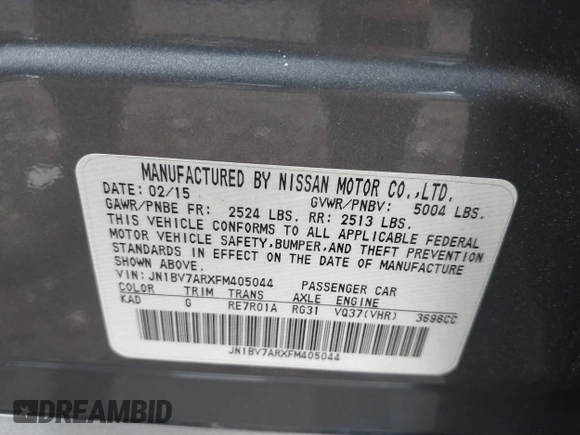 MANUFACTURED BY NISSAN MOTOR CO.,LTD.
DATE: 02/15 GVWR/PNBV: 5004 LBS.
GAWR/PNBE FR: 2524 LBS. RR: 2513 LBS.
THIS VEHICLE CONFORMS TO ALL APPLICABLE FEDERAL
MOTOR VEHICLE SAFETY,BUMPER,AND THEFT PREVENTION
STANDARDS IN EFFECT ON THE DATE OF MANUFACTURE
SHOWN ABOVE.
VIN: JN1BV7ARXFM405044 PASSENGER CAR
COLOR TRIM TRANS AXLE ENGINE
KAD G RE7R01A RG31 VQ37(VHR) 3696CC
JN1BV7ARXFM405044
DREAMBID